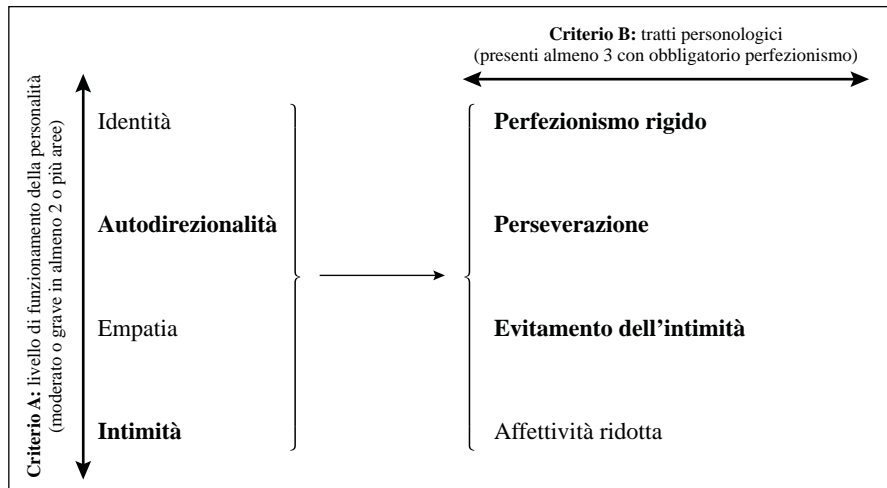 Criterio B: tratti personologici
(presenti almeno 3 con obbligatorio perfezionismo)
Criterio A: livello di funzionamento della personalità
(moderato o grave in almeno 2 o più aree)
Identità
Autodirezionalità
Empatia
Intimità
Perfezionismo rigido
Perseverazione
Evitamento dell’intimità
Affettività ridotta